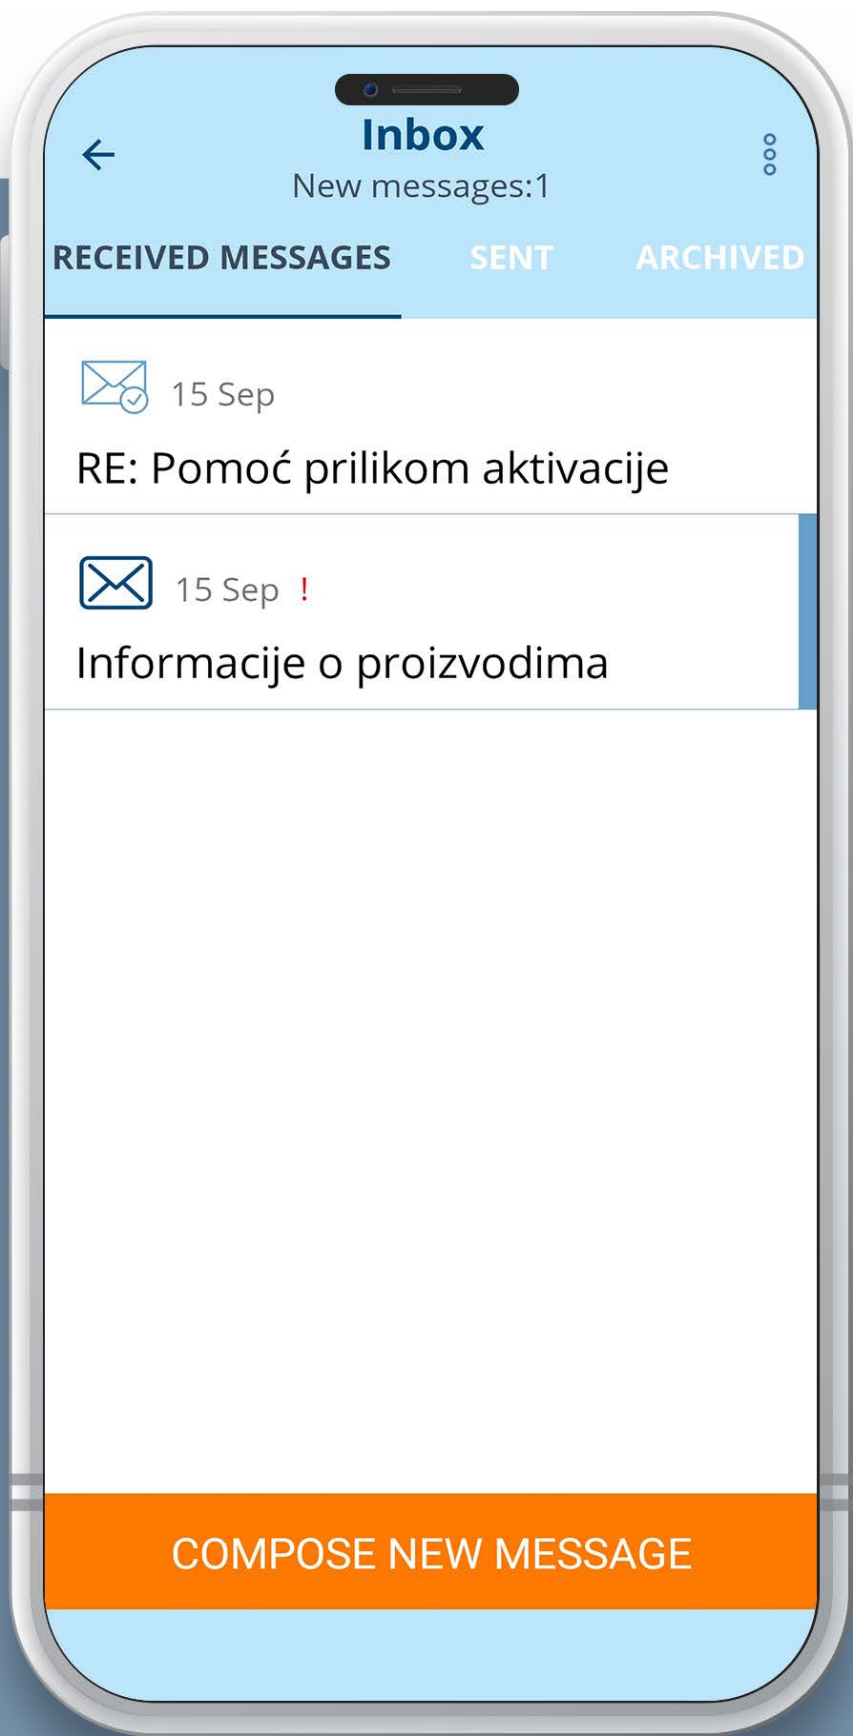 Inbox
New messages:1
RECEIVED MESSAGES SENT ARCHIVED
15 Sep
RE: Pomoć prilikom aktivacije
15 Sep !
Informacije o proizvodima
COMPOSE NEW MESSAGE